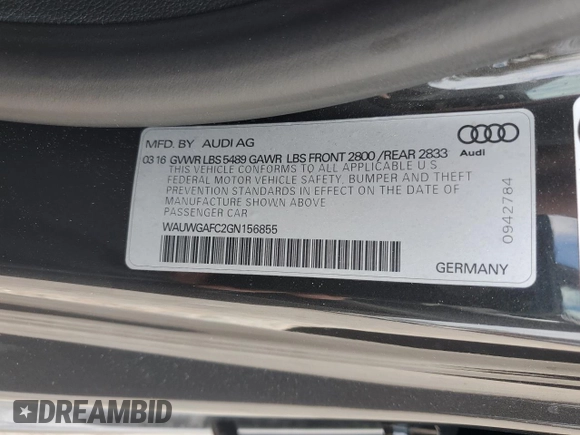 MFD. BY AUDI AG
03 16 GVWR LBS 5489 GAWR LBS FRONT 2800 /REAR 2833
THIS VEHICLE CONFORMS TO ALL APPLICABLE U S
FEDERAL MOTOR VEHICLE SAFETY, BUMPER AND THEFT
PREVENTION STANDARDS IN EFFECT ON THE DATE OF
MANUFACTURE SHOWN ABOVE
PASSENGER CAR
WAUWGAFC2GN156855
Audi
0942784
GERMANY
DREAMBID